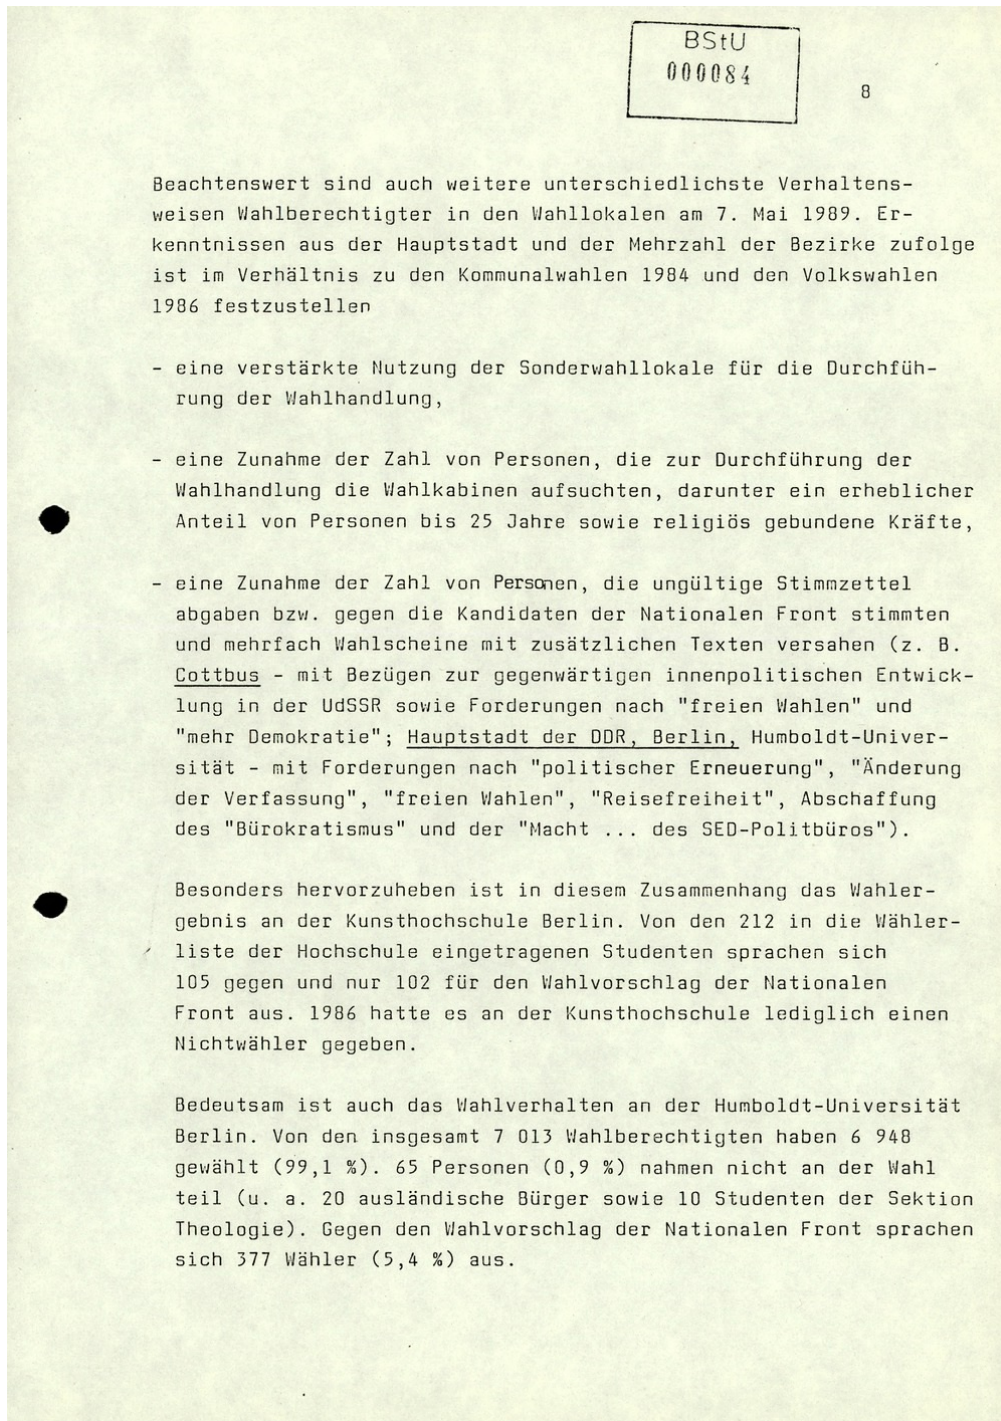 BStU
000084
8
Beachtenswert sind auch weitere unterschiedlichste Verhaltens-
weisen Wahlberechtigter in den Wahllokalen am 7. Mai 1989. Er-
kenntnissen aus der Hauptstadt und der Mehrzahl der Bezirke zufolge
ist im Verhältnis zu den Kommunalwahlen 1984 und den Volkswahlen
1986 festzustellen
- eine verstärkte Nutzung der Sonderwahllokale für die Durchfüh-
rung der Wahlhandlung,
- eine Zunahme der Zahl von Personen, die zur Durchführung der
Wahlhandlung die Wahlkabinen aufsuchten, darunter ein erheblicher
Anteil von Personen bis 25 Jahre sowie religiös gebundene Kräfte,
- eine Zunahme der Zahl von Personen, die ungültige Stimmzettel
abgaben bzw. gegen die Kandidaten der Nationalen Front stimmten
und mehrfach Wahlscheine mit zusätzlichen Texten versahen (z. B.
Cottbus - mit Bezügen zur gegenwärtigen innenpolitischen Entwick-
lung in der UdSSR sowie Forderungen nach "freien Wahlen" und
"mehr Demokratie"; Hauptstadt der DDR, Berlin, Humboldt-Univer-
sität - mit Forderungen nach "politischer Erneuerung", "Änderung
der Verfassung", "freien Wahlen", "Reisefreiheit", Abschaffung
des "Bürokratismus" und der "Macht ... des SED-Politbüros").
Besonders hervorzuheben ist in diesem Zusammenhang das Wahler-
gebnis an der Kunsthochschule Berlin. Von den 212 in die Wähler-
liste der Hochschule eingetragenen Studenten sprachen sich
105 gegen und nur 102 für den Wahlvorschlag der Nationalen
Front aus. 1986 hatte es an der Kunsthochschule lediglich einen
Nichtwähler gegeben.
Bedeutsam ist auch das Wahlverhalten an der Humboldt-Universität
Berlin. Von den insgesamt 7 013 Wahlberechtigten haben 6 948
gewählt (99,1 %). 65 Personen (0,9 %) nahmen nicht an der Wahl
teil (u. a. 20 ausländische Bürger sowie 10 Studenten der Sektion
Theologie). Gegen den Wahlvorschlag der Nationalen Front sprachen
sich 377 Wähler (5,4 %) aus.